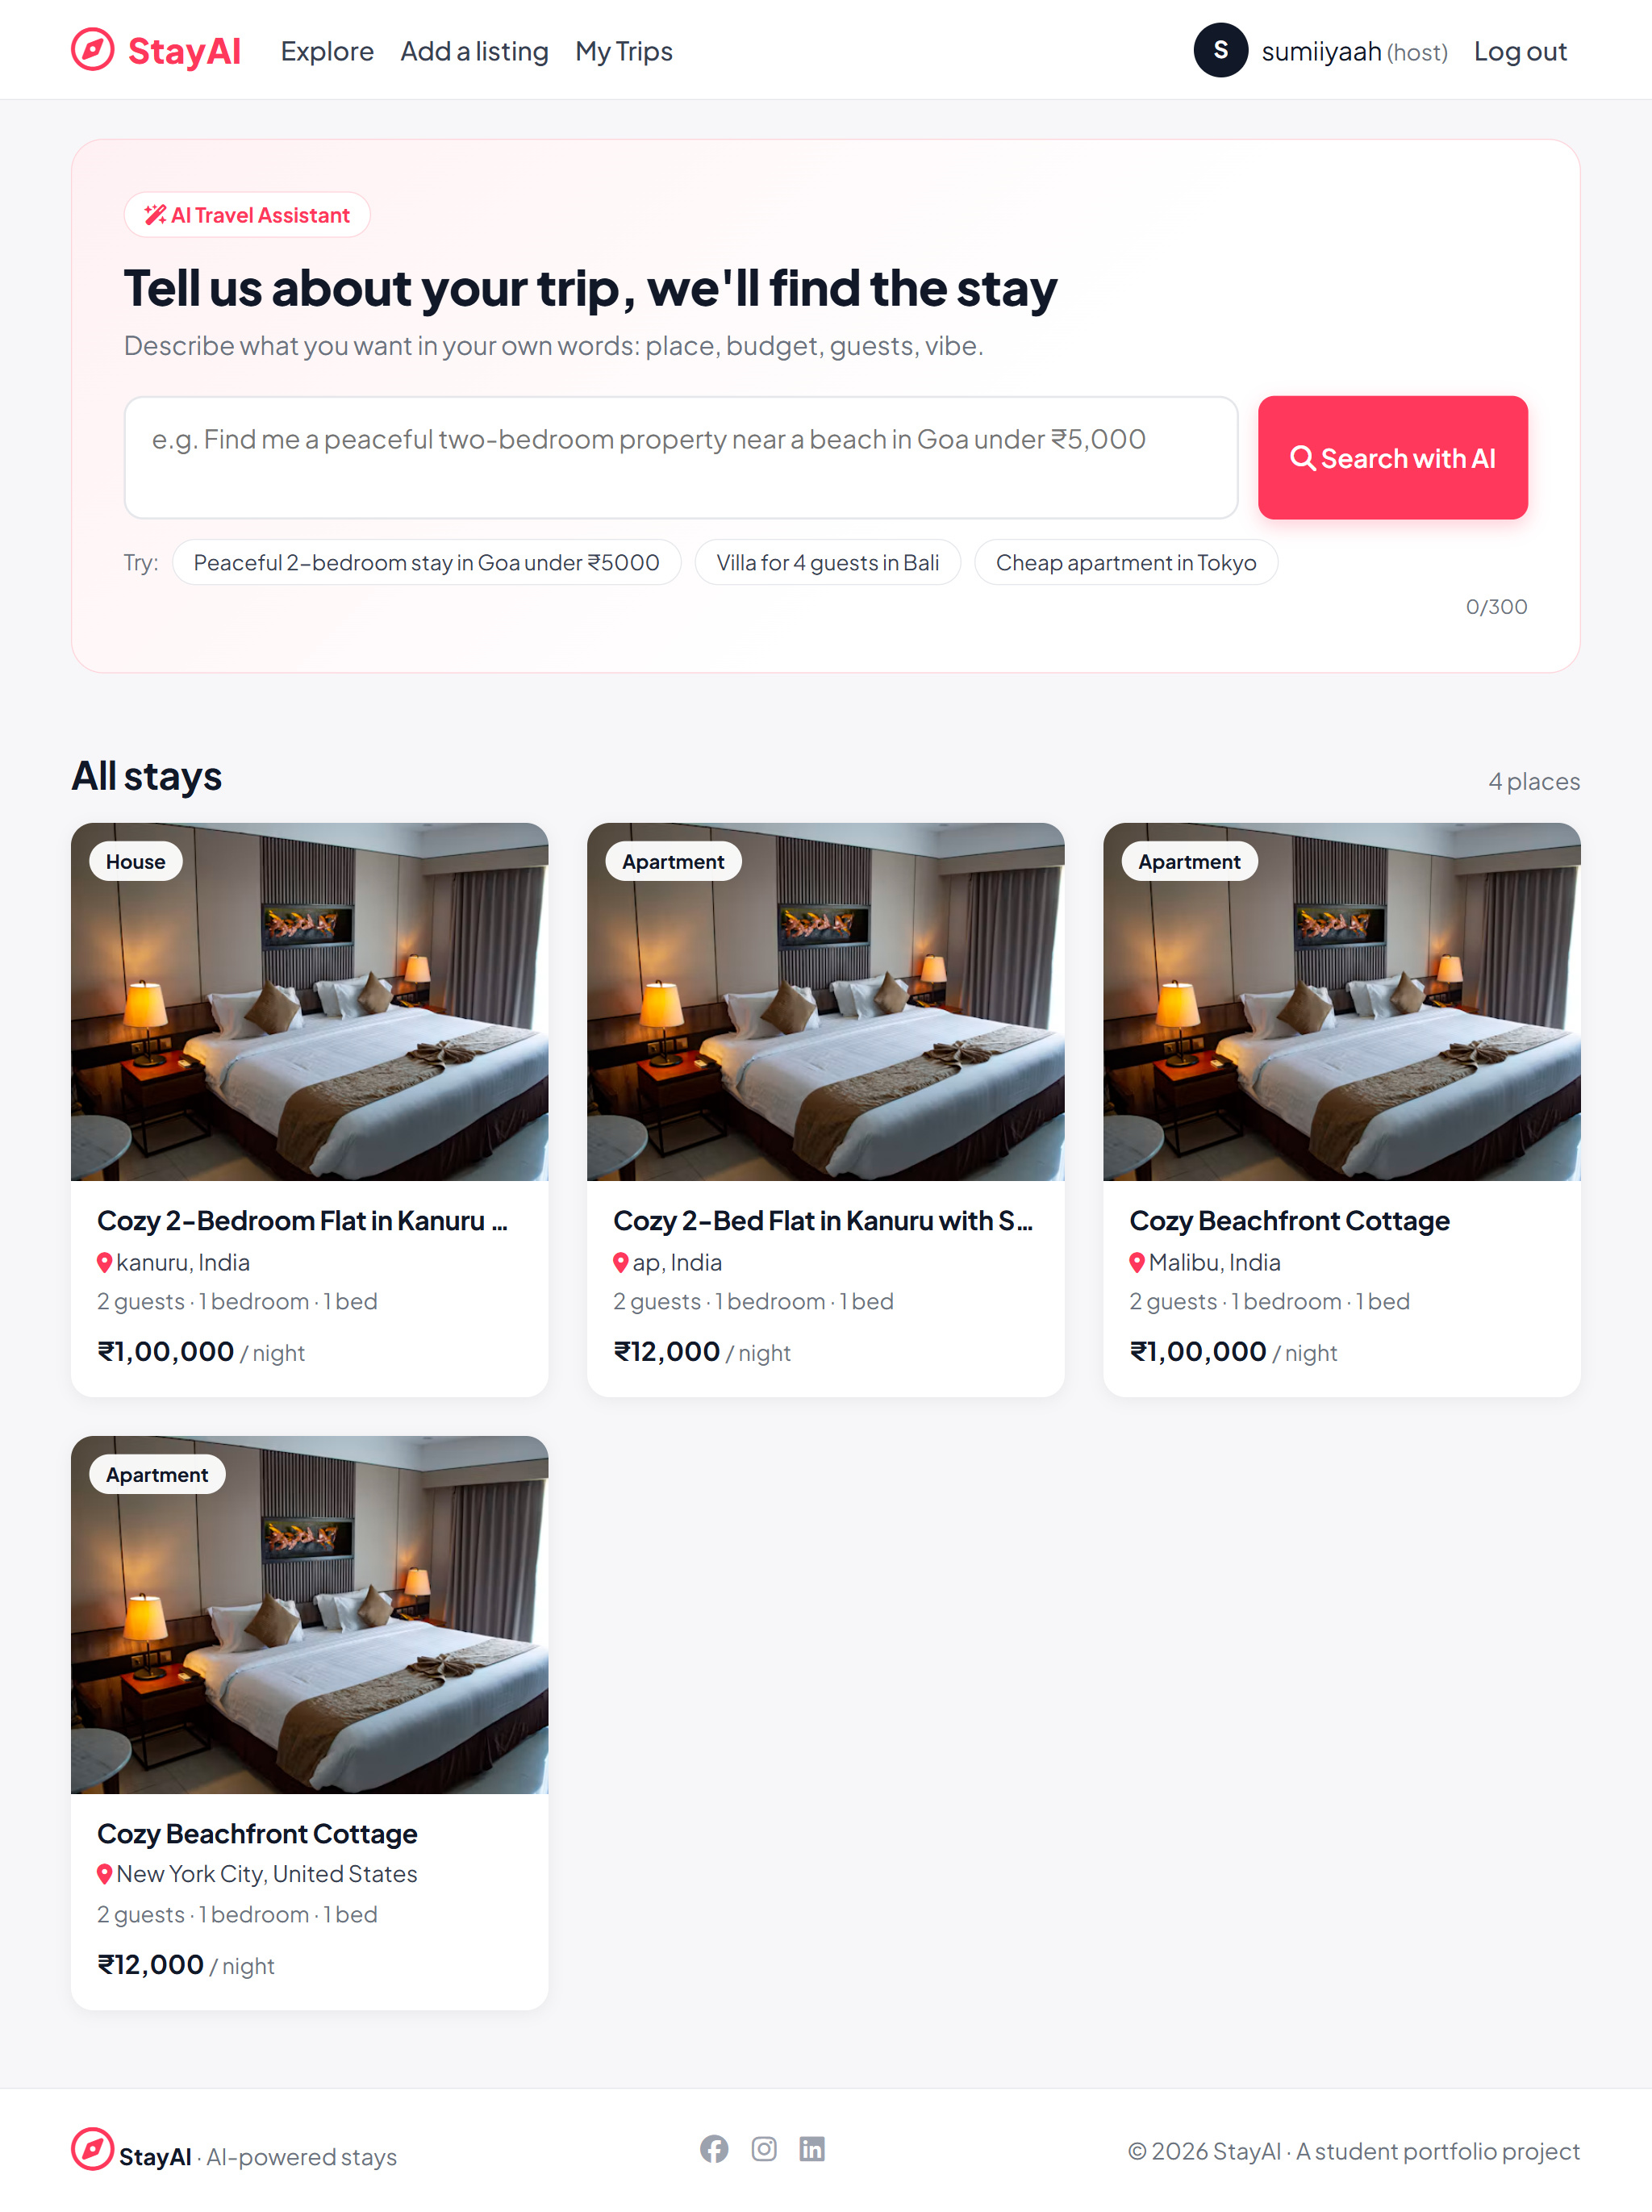 StayAI Explore Add a listing My Trips S sumiiyaah (host) Log out
AI Travel Assistant
Tell us about your trip, we'll find the stay
Describe what you want in your own words: place, budget, guests, vibe.
e.g. Find me a peaceful two-bedroom property near a beach in Goa under ₹5,000
Search with AI
Try: Peaceful 2-bedroom stay in Goa under ₹5000 Villa for 4 guests in Bali Cheap apartment in Tokyo
0/300
All stays 4 places
House
Cozy 2-Bedroom Flat in Kanuru ...
kanuru, India
2 guests · 1 bedroom · 1 bed
₹1,00,000 / night
Apartment
Cozy 2-Bed Flat in Kanuru with S...
ap, India
2 guests · 1 bedroom · 1 bed
₹12,000 / night
Apartment
Cozy Beachfront Cottage
Malibu, India
2 guests · 1 bedroom · 1 bed
₹1,00,000 / night
Apartment
Cozy Beachfront Cottage
New York City, United States
2 guests · 1 bedroom · 1 bed
₹12,000 / night
StayAI · AI-powered stays
© 2026 StayAI · A student portfolio project